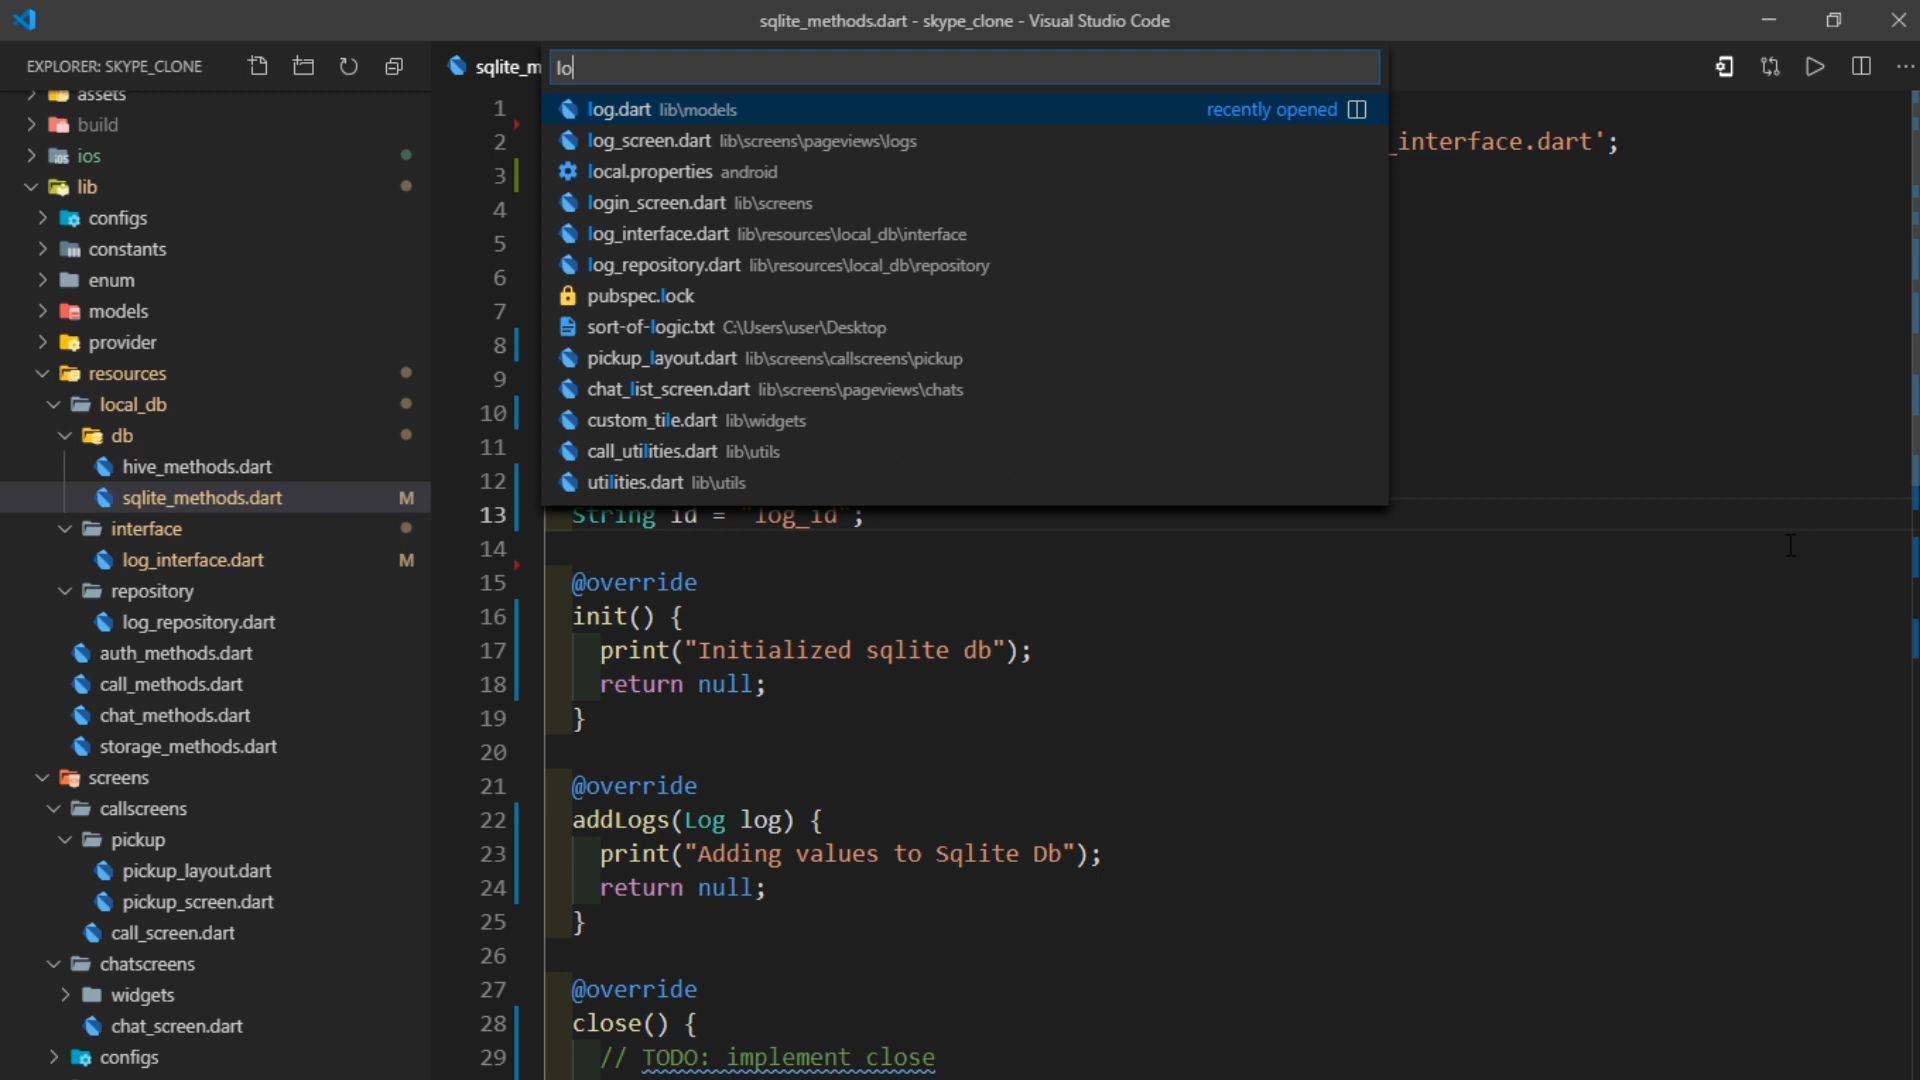 sqlite_methods.dart - skype_clone - Visual Studio Code
EXPLORER: SKYPE_CLONE
assets
build
ios
lib
configs
constants
enum
models
provider
resources
local_db
db
hive_methods.dart
sqlite_methods.dart M
interface
log_interface.dart M
repository
log_repository.dart
auth_methods.dart
call_methods.dart
chat_methods.dart
storage_methods.dart
screens
callscreens
pickup
pickup_layout.dart
pickup_screen.dart
call_screen.dart
chatscreens
widgets
chat_screen.dart
configs
sqlite_m
lo
log.dart lib\models recently opened
log_screen.dart lib\screens\pageviews\logs
local.properties android
login_screen.dart lib\screens
log_interface.dart lib\resources\local_db\interface
log_repository.dart lib\resources\local_db\repository
pubspec.lock
sort-of-logic.txt C:\Users\user\Desktop
pickup_layout.dart lib\screens\callscreens\pickup
chat_list_screen.dart lib\screens\pageviews\chats
custom_tile.dart lib\widgets
call_utilities.dart lib\utils
utilities.dart lib\utils
1
2 _interface.dart';
3
4
5
6
7
8
9
10
11
12
13 String id = "log_id";
14
15 @override
16 init() {
17 print("Initialized sqlite db");
18 return null;
19 }
20
21 @override
22 addLogs(Log log) {
23 print("Adding values to Sqlite Db");
24 return null;
25 }
26
27 @override
28 close() {
29 // TODO: implement close